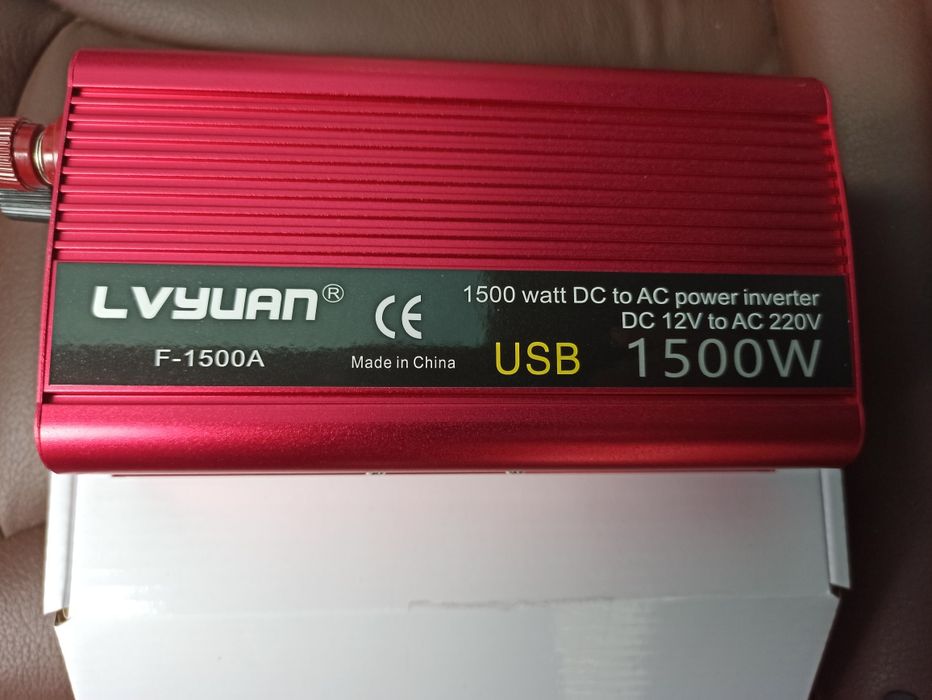 LVYUAN®
F-1500A
CE
Made in China
1500 watt DC to AC power inverter
DC 12V to AC 220V
USB 1500W